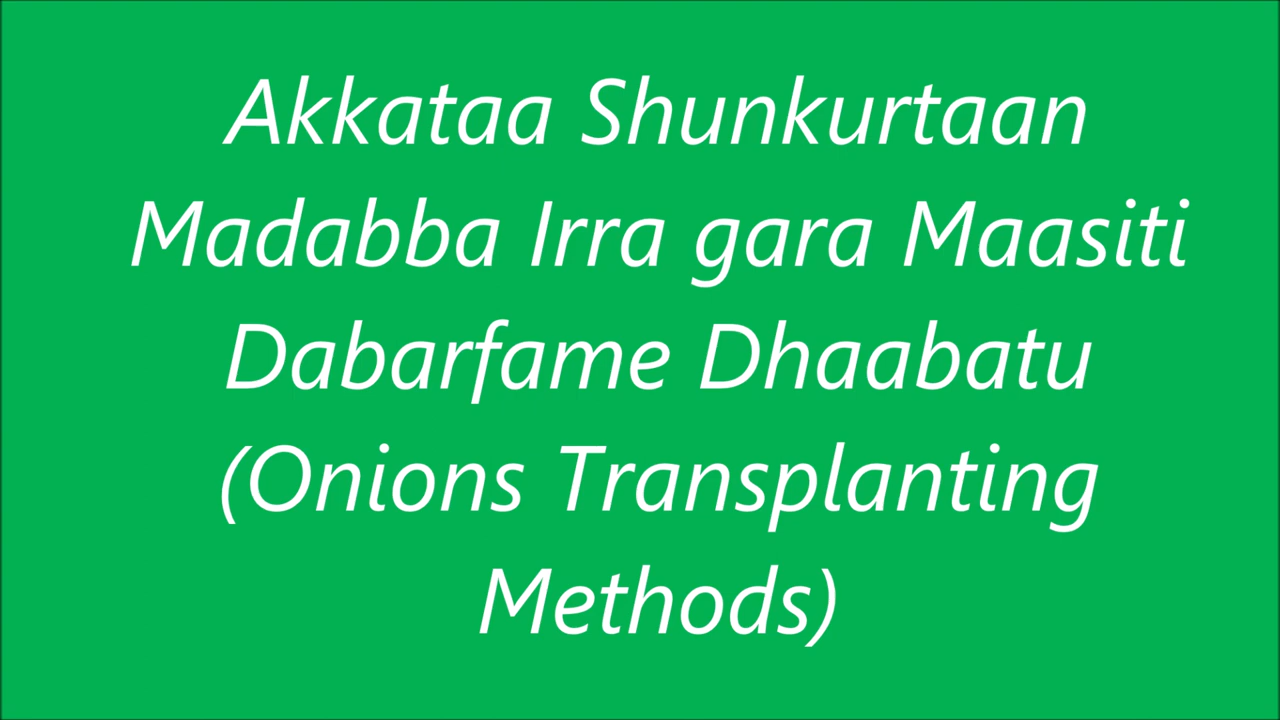 Akkataa Shunkurtaan
Madabba Irra gara Maasiti
Dabarfame Dhaabatu
(Onions Transplanting
Methods)